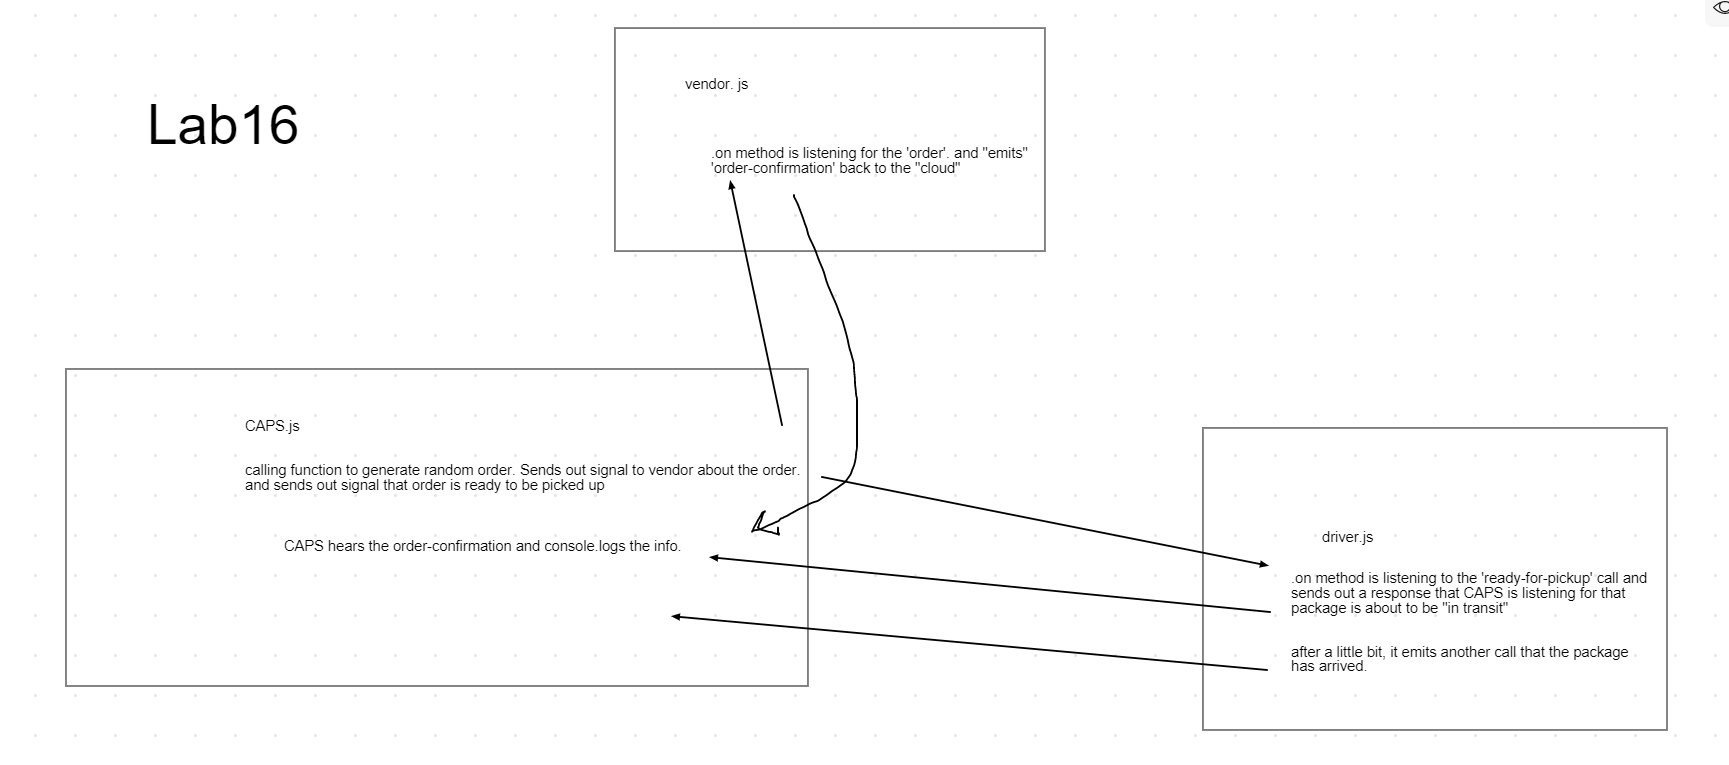 Lab16
vendor. js
.on method is listening for the 'order'. and "emits"
'order-confirmation' back to the "cloud"
CAPS.js
calling function to generate random order. Sends out signal to vendor about the order.
and sends out signal that order is ready to be picked up
CAPS hears the order-confirmation and console.logs the info.
driver.js
.on method is listening to the 'ready-for-pickup' call and
sends out a response that CAPS is listening for that
package is about to be "in transit"
after a little bit, it emits another call that the package
has arrived.